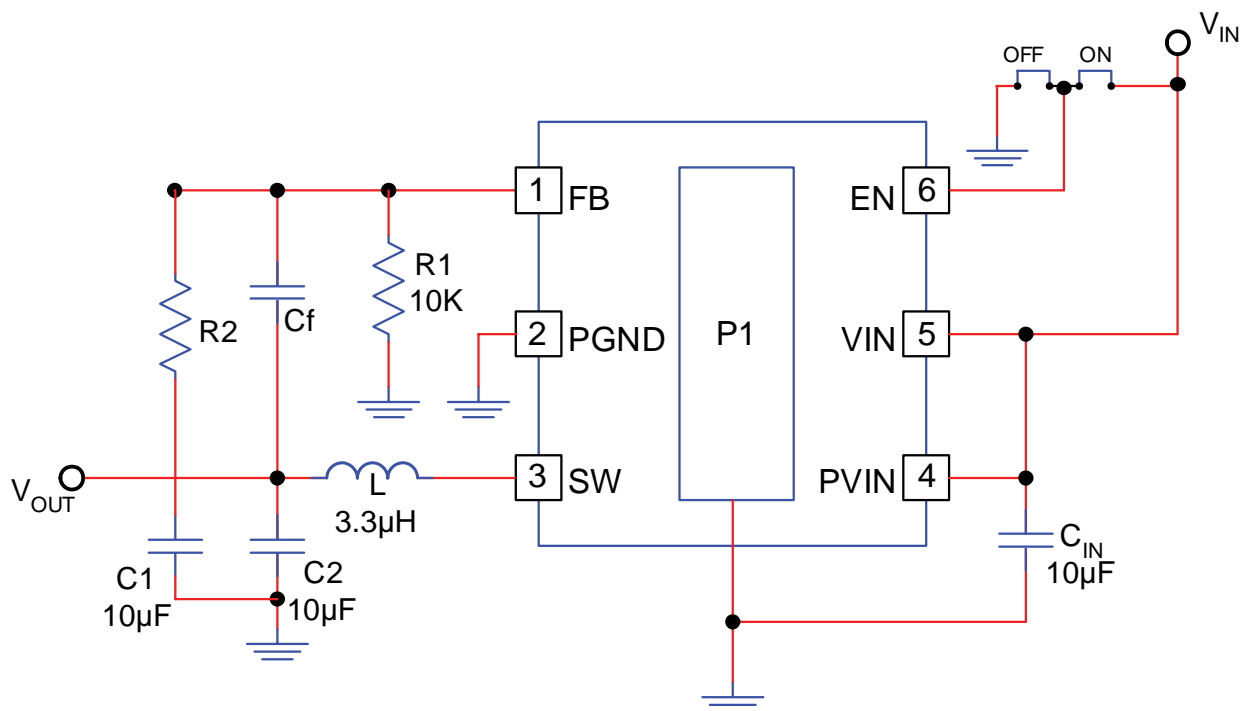 V_IN
OFF ON
1 FB
EN 6
R1
10K
R2
Cf
2 PGND
P1
VIN 5
V_OUT
L
3.3µH
3 SW
PVIN 4
C_IN
10µF
C1
10µF
C2
10µF